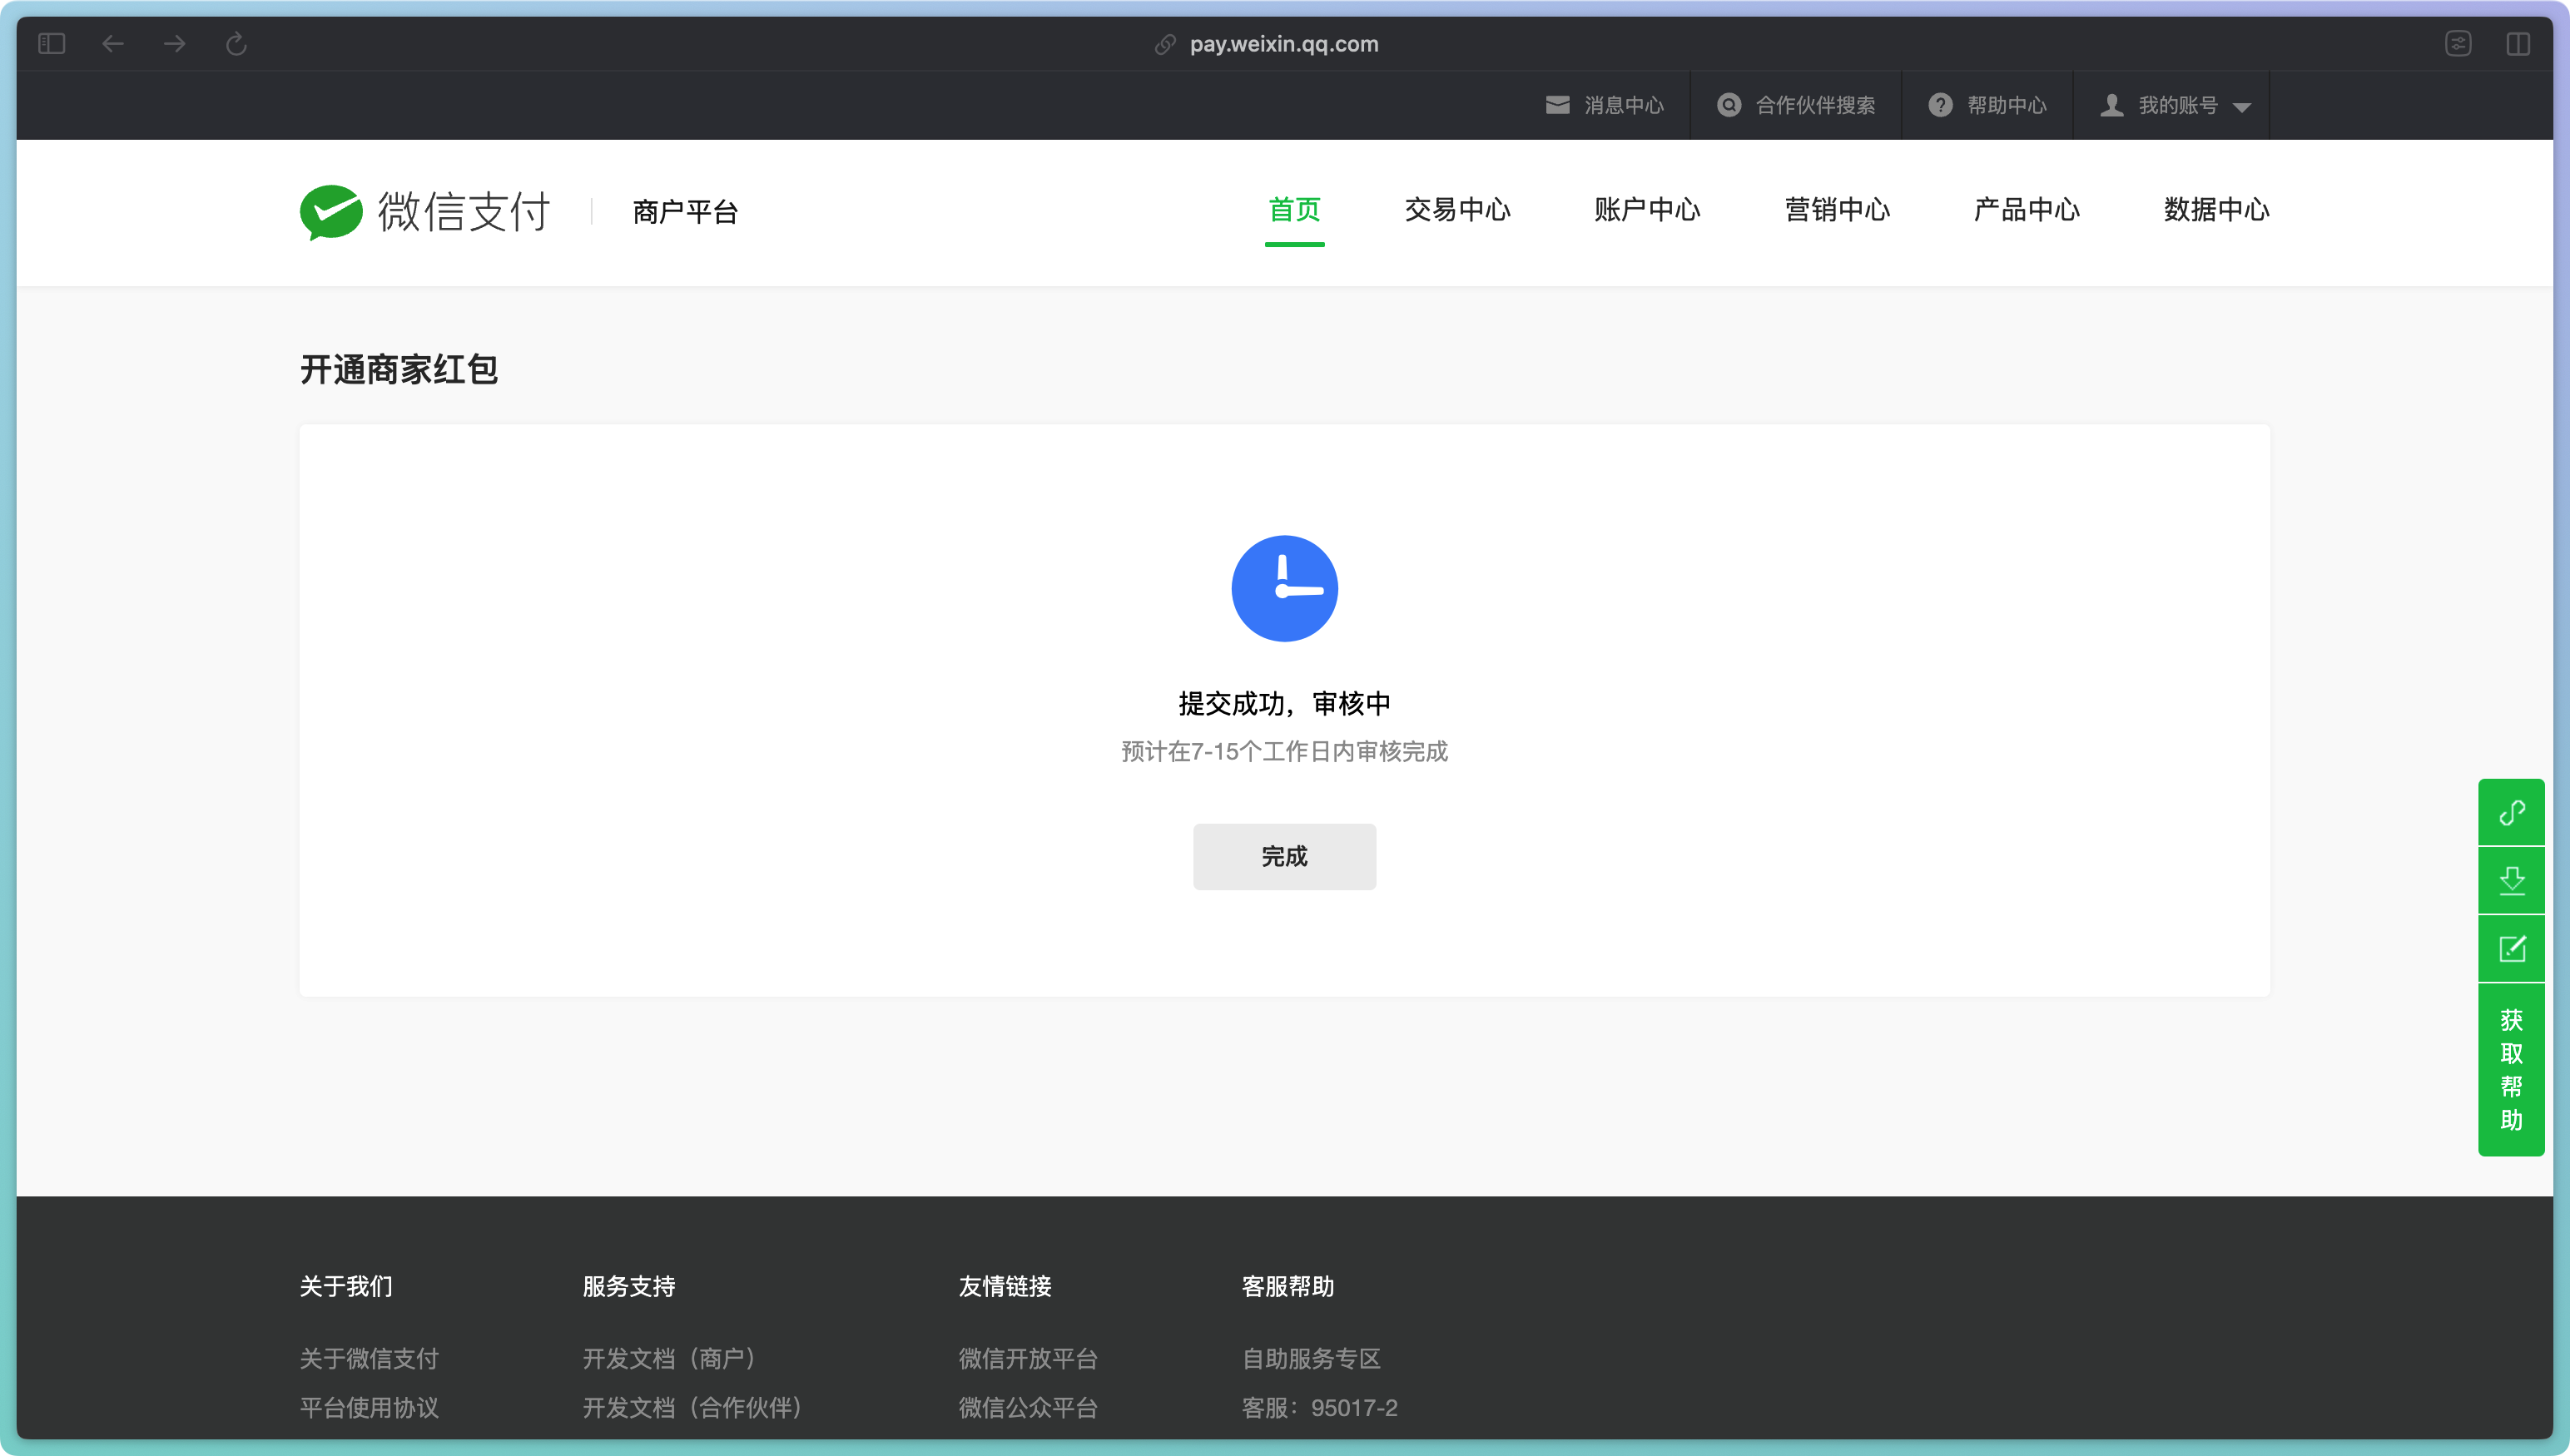 pay.weixin.qq.com
消息中心 合作伙伴搜索 帮助中心 我的账号
微信支付 商户平台 首页 交易中心 账户中心 营销中心 产品中心 数据中心
开通商家红包
提交成功，审核中
预计在7-15个工作日内审核完成
完成
获
取
帮
助
关于我们 服务支持 友情链接 客服帮助
关于微信支付 开发文档（商户） 微信开放平台 自助服务专区
平台使用协议 开发文档（合作伙伴） 微信公众平台 客服：95017-2